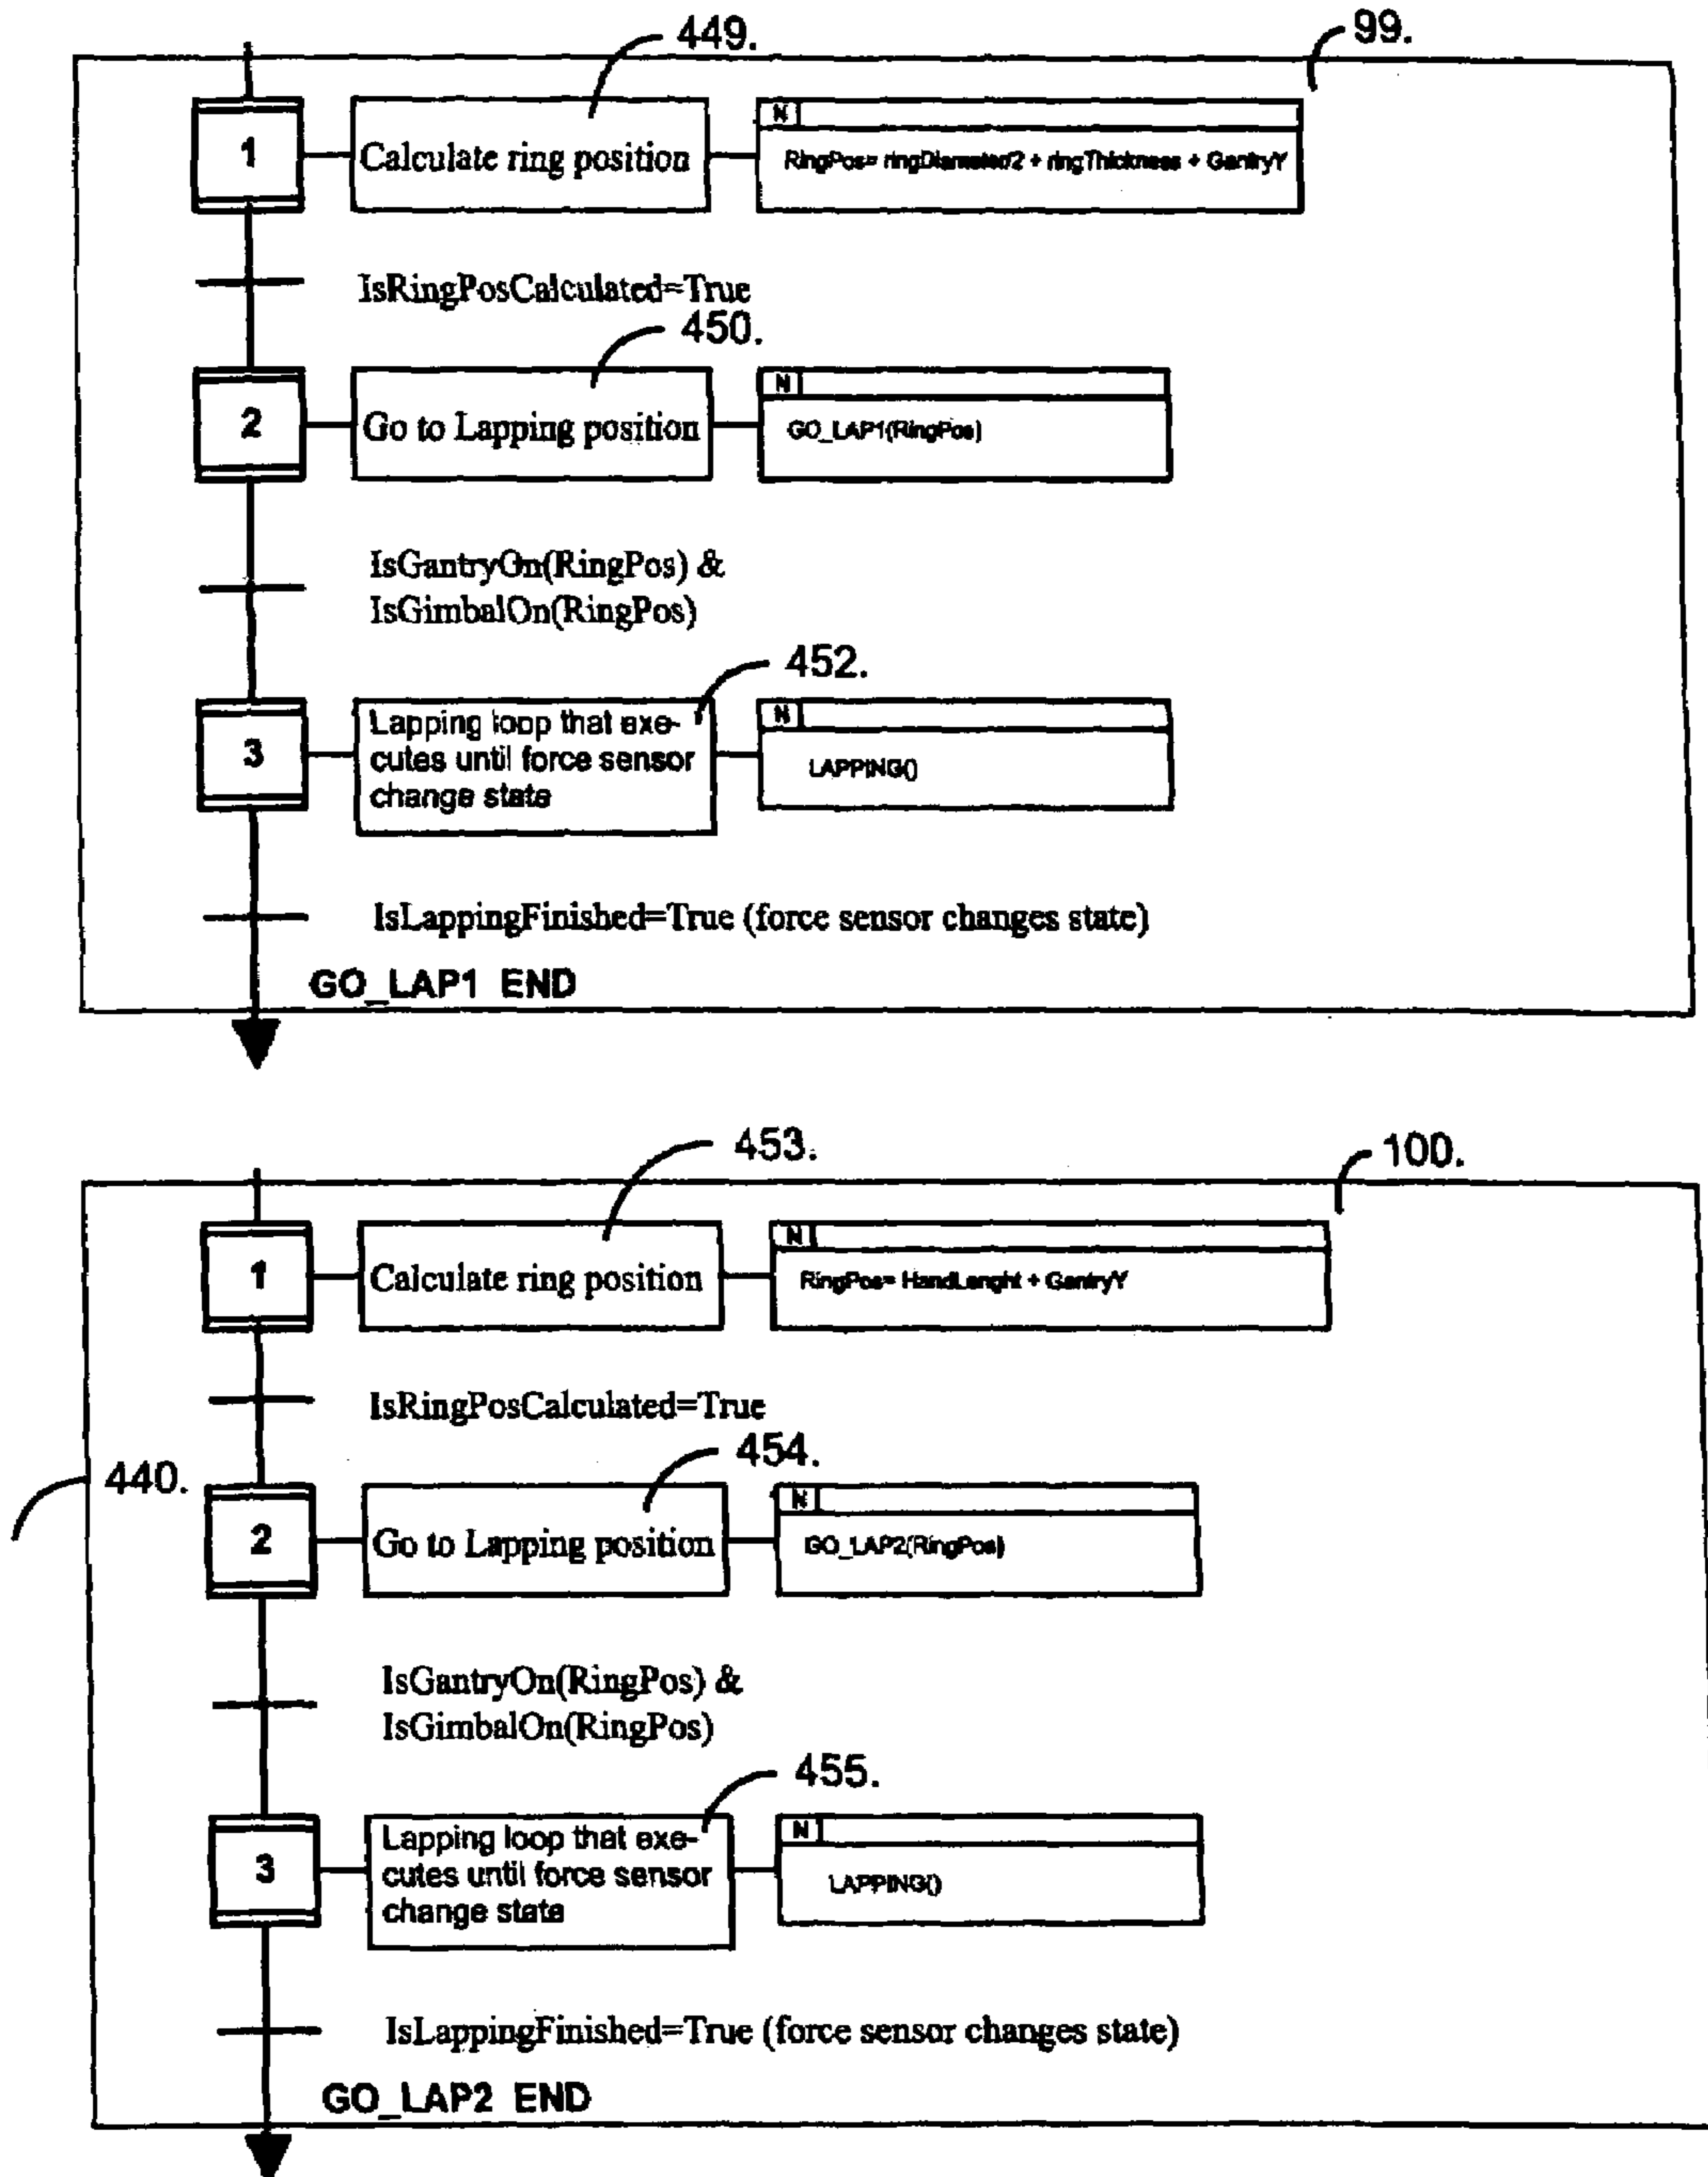 449.
99.
1
Calculate ring position
N
RingPos= ringDiameter/2 + ringThickness + GantryY
IsRingPosCalculated=True
450.
2
Go to Lapping position
N
GO_LAP1(RingPos)
IsGantryOn(RingPos) &
IsGimbalOn(RingPos)
452.
3
Lapping loop that exe-
cutes until force sensor
change state
N
LAPPING()
IsLappingFinished=True (force sensor changes state)
GO_LAP1 END
453.
100.
1
Calculate ring position
N
RingPos= HandLenght + GantryY
IsRingPosCalculated=True
454.
440.
2
Go to Lapping position
N
GO_LAP2(RingPos)
IsGantryOn(RingPos) &
IsGimbalOn(RingPos)
455.
3
Lapping loop that exe-
cutes until force sensor
change state
N
LAPPING()
IsLappingFinished=True (force sensor changes state)
GO_LAP2 END